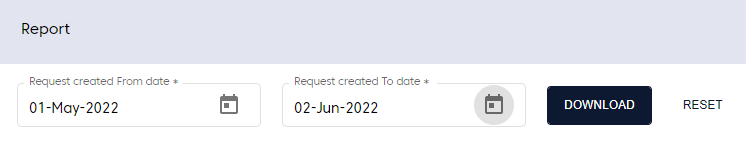 Report
Request created From date *
01-May-2022
Request created To date *
02-Jun-2022
DOWNLOAD
RESET